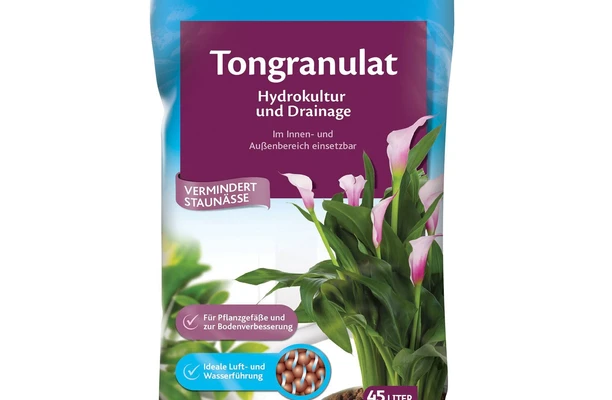 Tongranulat
Hydrokultur
und Drainage
Im Innen- und
Außenbereich einsetzbar
VERMINDERT
STAUNÄSSE
Für Pflanzgefäße und
zur Bodenverbesserung
Ideale Luft- und
Wasserführung
45 LITER